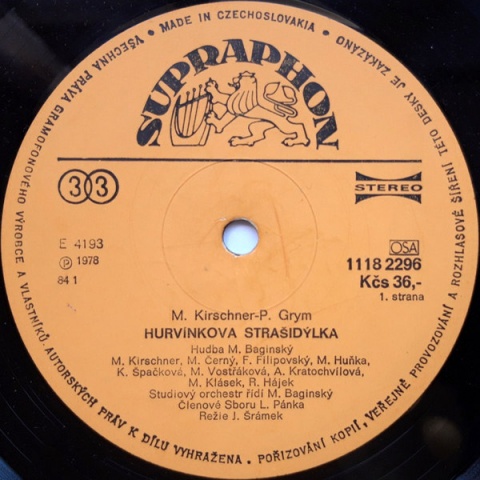 • MADE IN CZECHOSLOVAKIA •
VŠECHNA PRÁVA GRAMOFONOVÉHO VÝROBCE A VLASTNÍKŮ AUTORSKÝCH PRÁV K DÍLU VYHRAŽENA. • POŘIZOVÁNÍ KOPIÍ, VEŘEJNÉ PROVOZOVÁNÍ A ROZHLASOVÉ ŠÍŘENÍ TÉTO DESKY JE ZAKÁZÁNO
SUPRAPHON
33
STEREO
E 4193
Ⓟ 1978
84 1
OSA
1118 2296
Kčs 36,-
1. strana
M. Kirschner-P. Grym
HURVÍNKOVA STRAŠIDÝLKA
Hudba M. Baginský
M. Kirschner, M. Černý, F. Filipovský, M. Huňka,
K. Špačková, M. Vostřáková, A. Kratochvílová,
M. Klásek, R. Hájek
Studiový orchestr řídí M. Baginský
Členové Sboru L. Pánka
Režie J. Šrámek